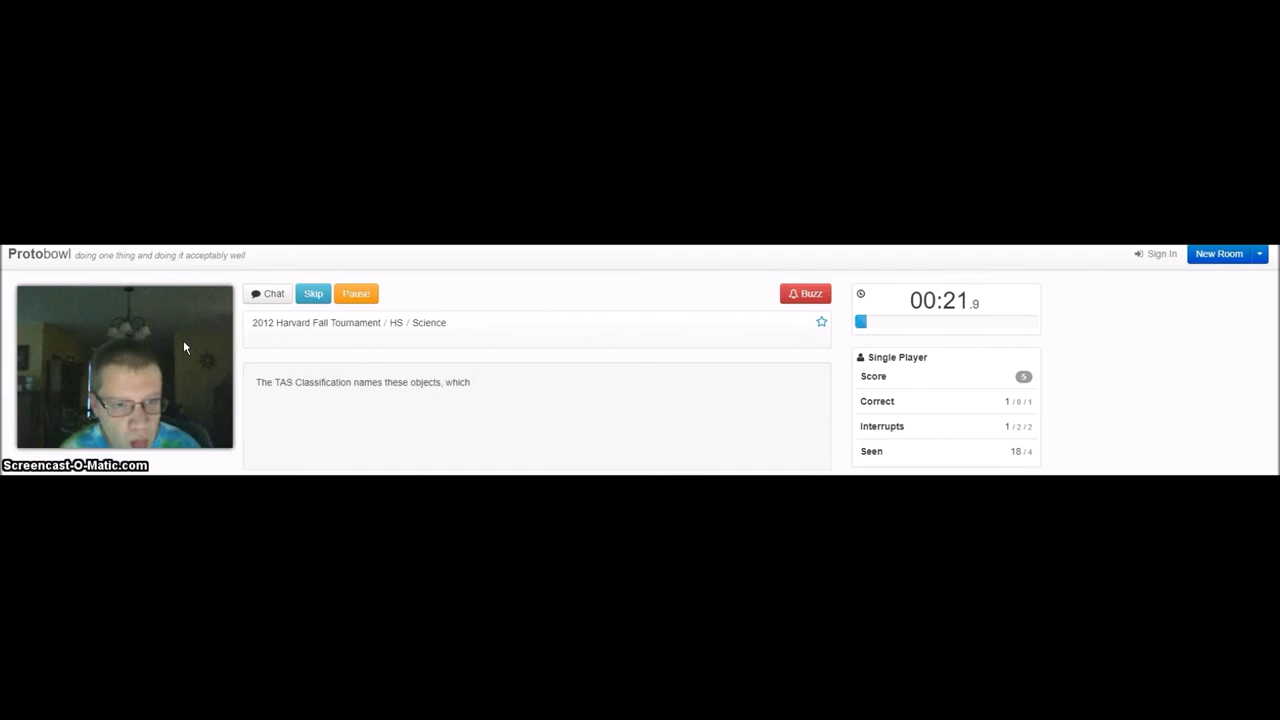 Protobowl doing one thing and doing it acceptably well
Sign In
New Room
Chat
Skip
Pause
Buzz
2012 Harvard Fall Tournament / HS / Science
The TAS Classification names these objects, which
00:21.9
Single Player
Score 5
Correct 1 / 0 / 1
Interrupts 1 / 2 / 2
Seen 18 / 4
Screencast-O-Matic.com